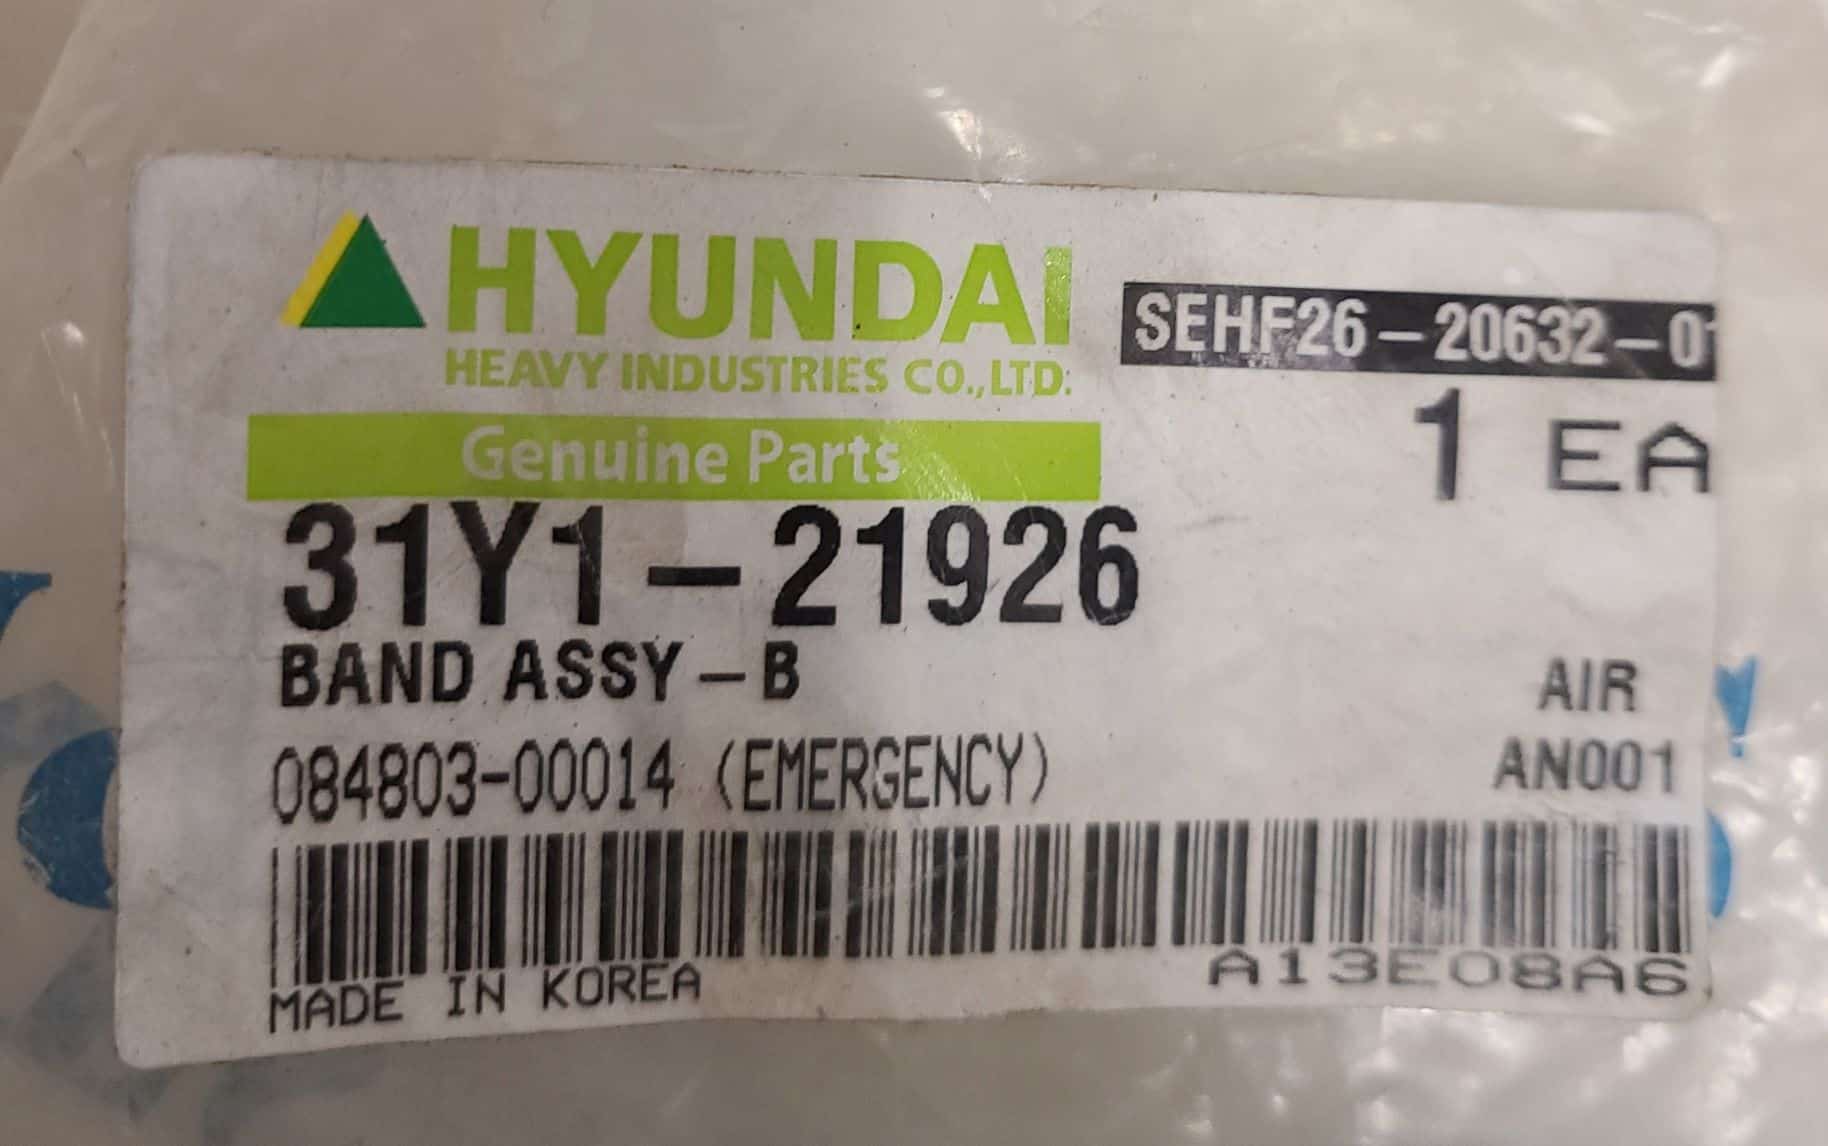 HYUNDAI
HEAVY INDUSTRIES CO.,LTD.
SEHF26-20632-01
Genuine Parts
1 EA
31Y1-21926
BAND ASSY-B
AIR
084803-00014 (EMERGENCY)
AN001
MADE IN KOREA
A13E08A6